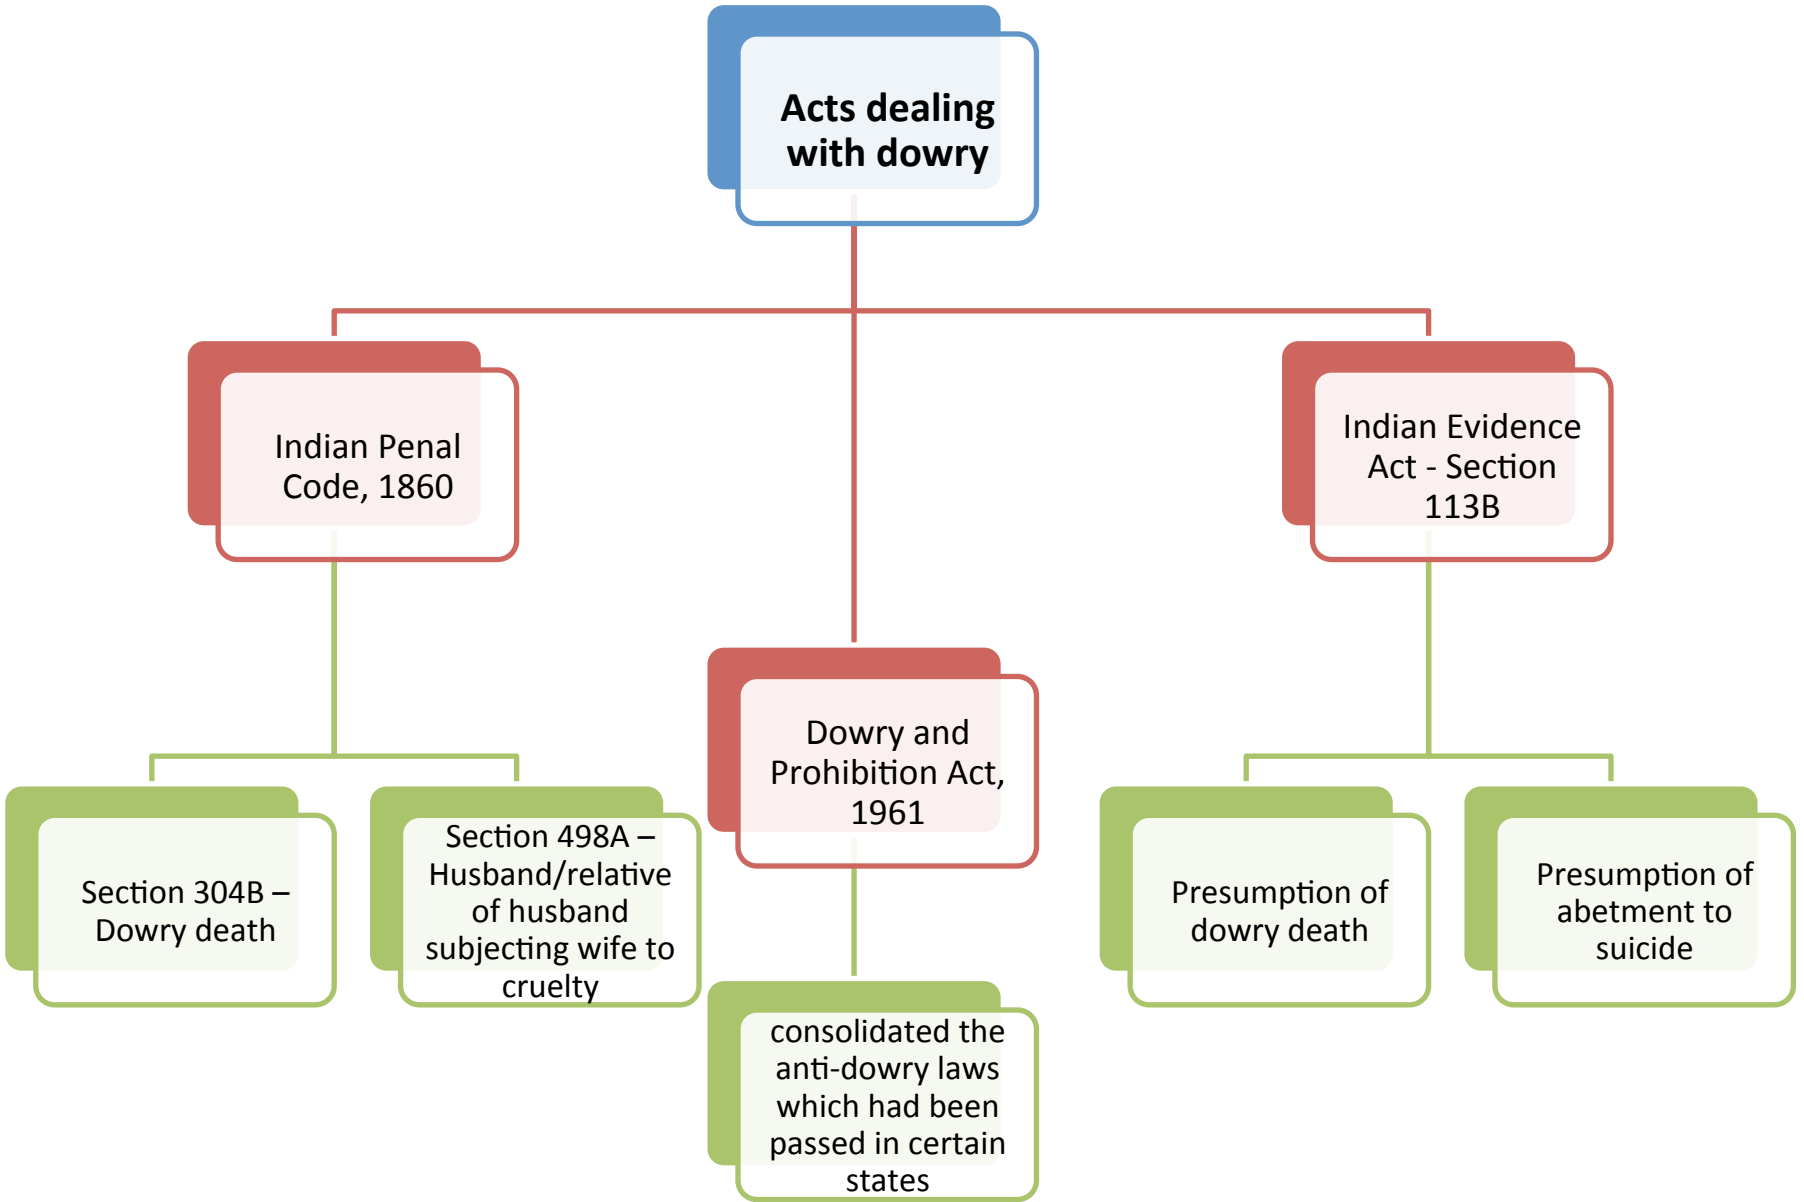 Acts dealing
with dowry
Indian Penal
Code, 1860
Indian Evidence
Act - Section
113B
Dowry and
Prohibition Act,
1961
Section 304B –
Dowry death
Section 498A –
Husband/relative
of husband
subjecting wife to
cruelty
Presumption of
dowry death
Presumption of
abetment to
suicide
consolidated the
anti-dowry laws
which had been
passed in certain
states